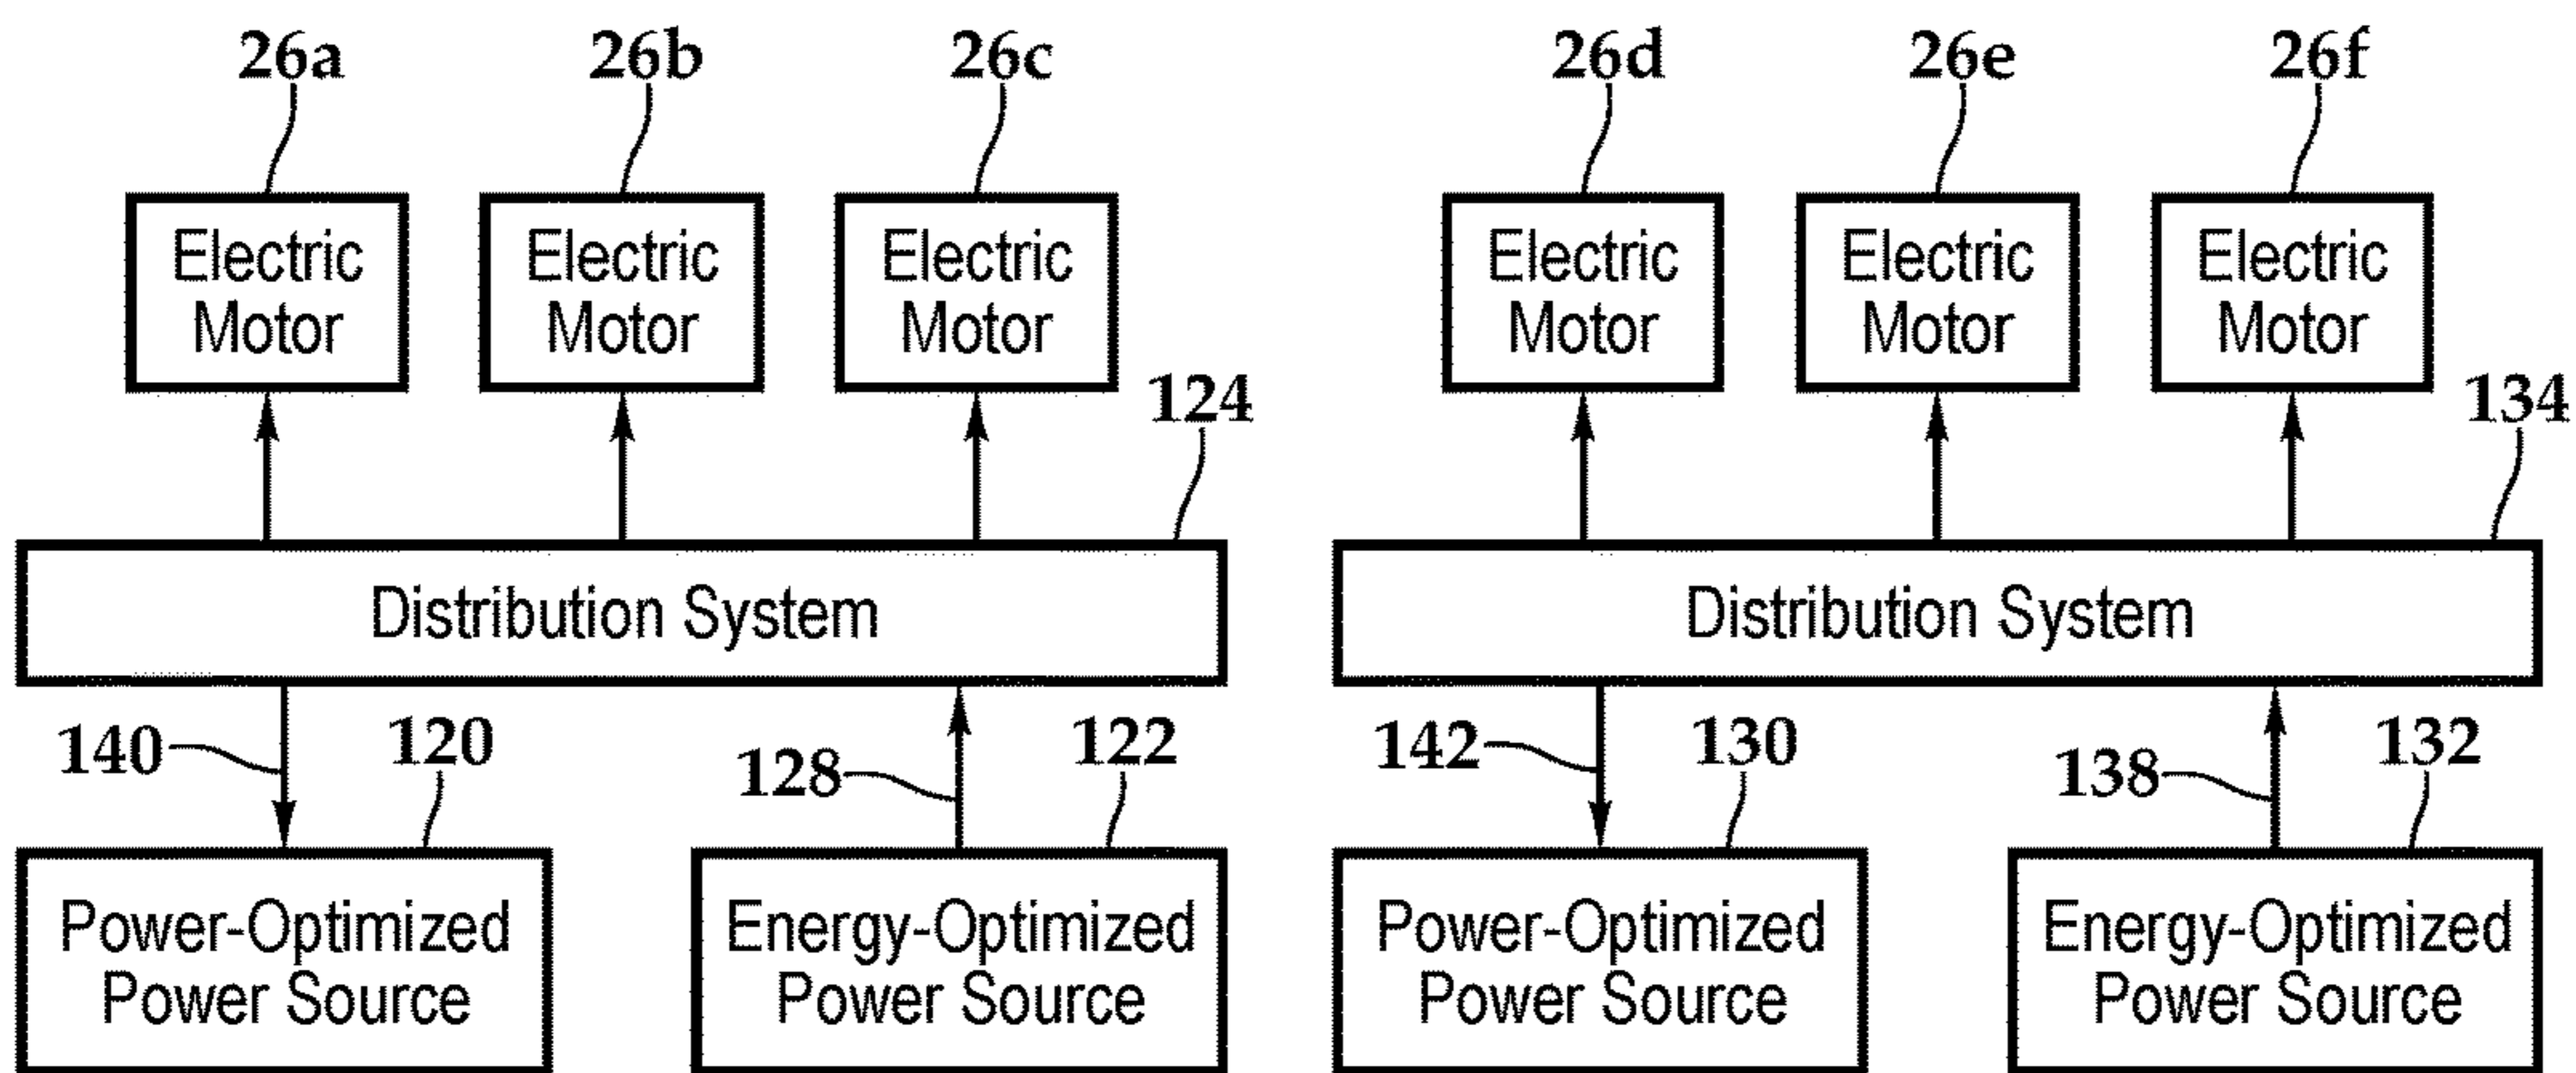 26a 26b 26c 26d 26e 26f
Electric Electric Electric Electric Electric Electric
Motor Motor Motor Motor Motor Motor
124 134
Distribution System Distribution System
140 120 128 122 142 130 138 132
Power-Optimized Energy-Optimized Power-Optimized Energy-Optimized
Power Source Power Source Power Source Power Source